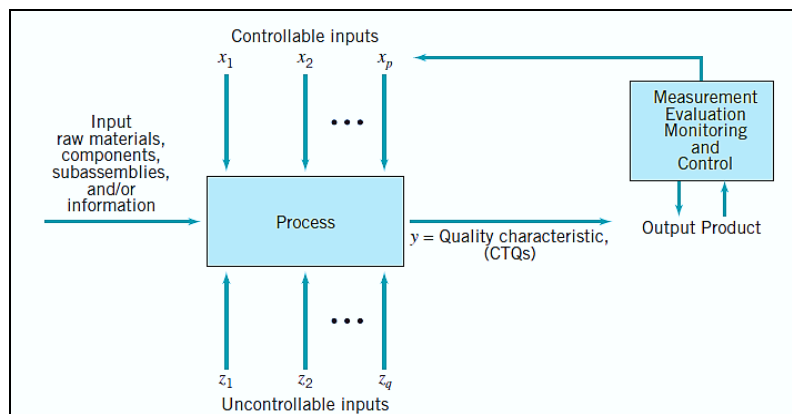 Controllable inputs
x1 x2 xp
Measurement
Evaluation
Monitoring
and
Control
Input
raw materials,
components,
subassemblies,
and/or
information
Process
y = Quality characteristic,
(CTQs)
Output Product
z1 z2 zq
Uncontrollable inputs